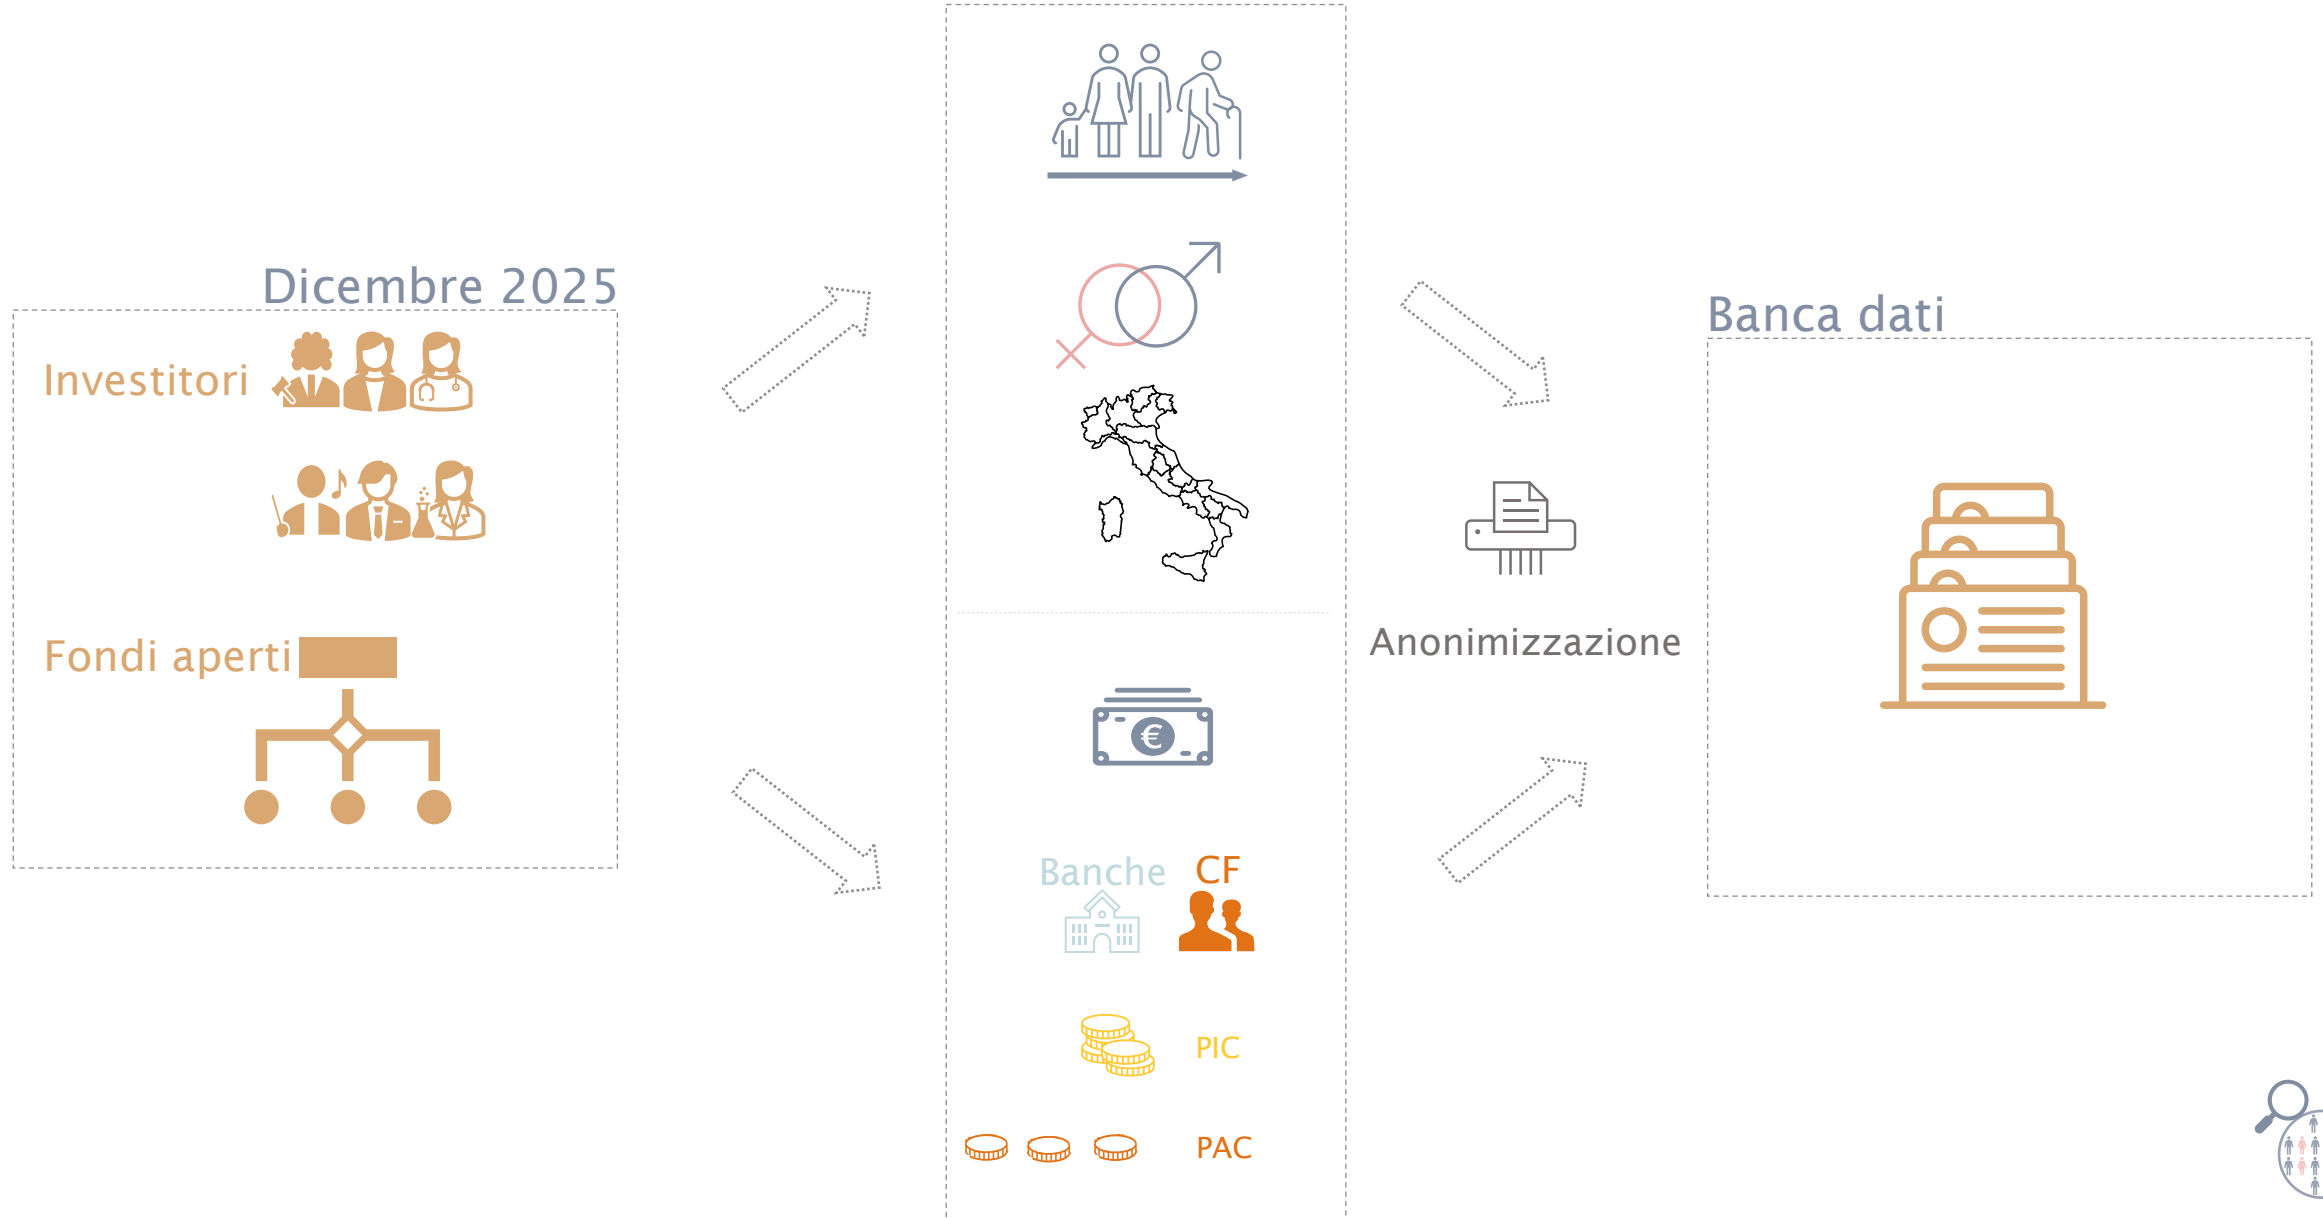 Dicembre 2025
Investitori
Fondi aperti
€
Banche
CF
PIC
PAC
Anonimizzazione
Banca dati